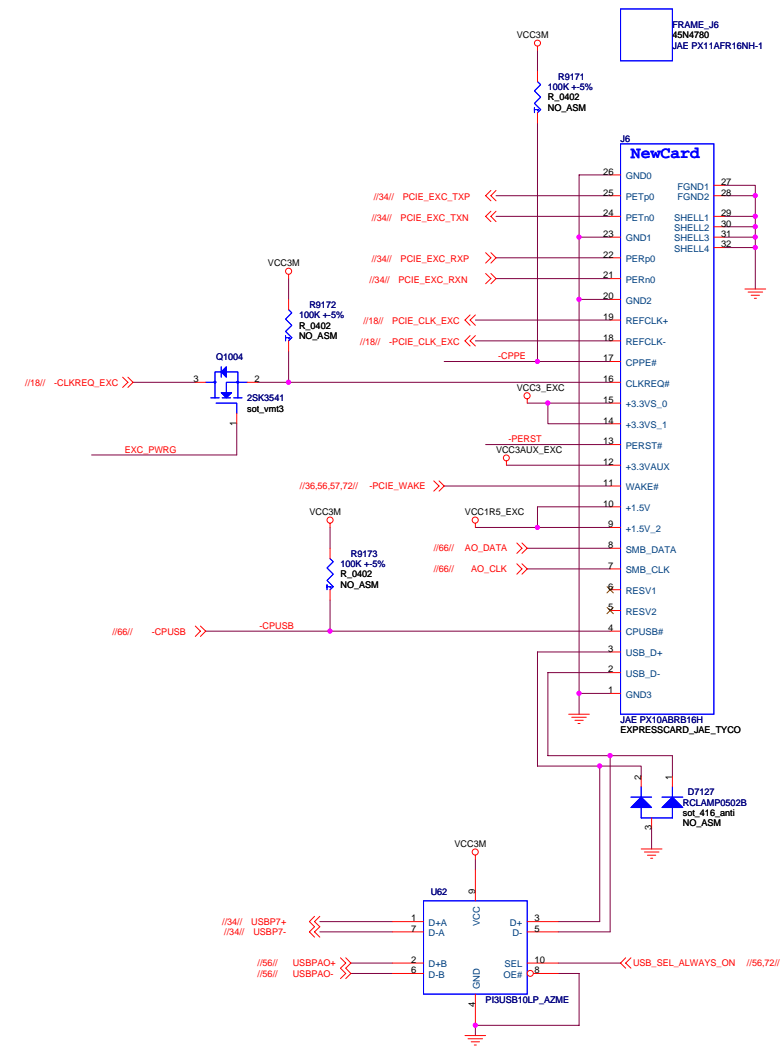 FRAME_J6
45N4780
JAE PX11AFR16NH-1
VCC3M
R9171
100K +-5%
R_0402
NO_ASM
J6
NewCard
26 GND0
FGND1 27
FGND2 28
//34// PCIE_EXC_TXP 25 PETp0
//34// PCIE_EXC_TXN 24 PETn0
SHELL1 29
SHELL2 30
23 GND1
SHELL3 31
SHELL4 32
//34// PCIE_EXC_RXP 22 PERp0
//34// PCIE_EXC_RXN 21 PERn0
VCC3M
R9172
100K +-5%
R_0402
NO_ASM
20 GND2
//18// PCIE_CLK_EXC 19 REFCLK+
//18// -PCIE_CLK_EXC 18 REFCLK-
-CPPE 17 CPPE#
Q1004
//18// -CLKREQ_EXC 3 2 16 CLKREQ#
2SK3541
sot_vmt3
1
VCC3_EXC
15 +3.3VS_0
14 +3.3VS_1
EXC_PWRG
-PERST 13 PERST#
VCC3AUX_EXC 12 +3.3VAUX
//36,56,57,72// -PCIE_WAKE 11 WAKE#
10 +1.5V
VCC3M
VCC1R5_EXC
9 +1.5V_2
R9173
100K +-5%
R_0402
NO_ASM
//66// AO_DATA 8 SMB_DATA
//66// AO_CLK 7 SMB_CLK
6 RESV1
5 RESV2
//66// -CPUSB -CPUSB 4 CPUSB#
3 USB_D+
2 USB_D-
1 GND3
JAE PX10ABRB16H
EXPRESSCARD_JAE_TYCO
2 1
D7127
RCLAMP0502B
sot_416_anti
NO_ASM
3
VCC3M
U62
9
VCC
//34// USBP7+ 1 D+A D+ 3
//34// USBP7- 7 D-A D- 5
//56// USBPAO+ 2 D+B SEL 10 USB_SEL_ALWAYS_ON //56,72//
//56// USBPAO- 6 D-B OE# 8
GND
4
PI3USB10LP_AZME